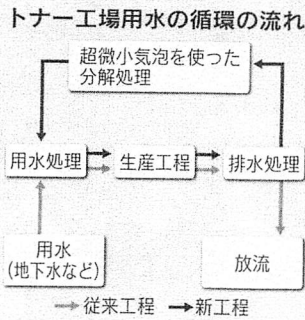 トナー工場用水の循環の流れ
超微小気泡を使った
分解処理
用水処理
生産工程
排水処理
用水
(地下水など)
放流
従来工程
新工程